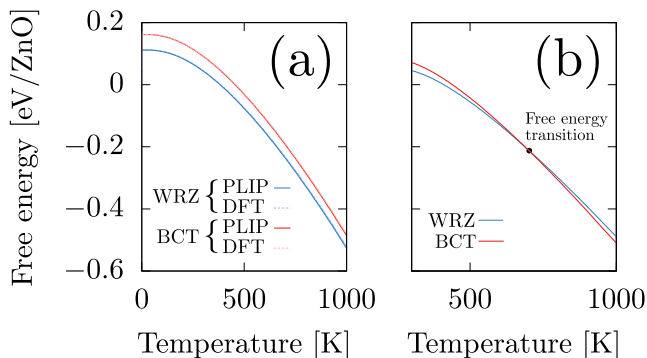 Free energy [eV/ZnO]
0.2
0
−0.2
−0.4
−0.6
(a)
WRZ { PLIP
DFT
BCT { PLIP
DFT
0 500 1000
Temperature [K]
(b)
Free energy
transition
WRZ
BCT
500 1000
Temperature [K]